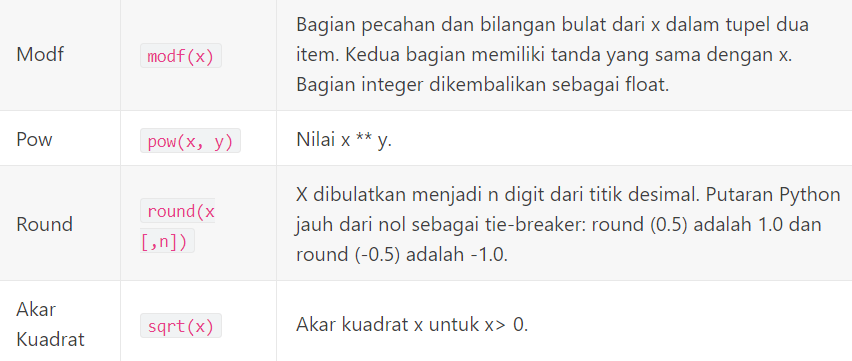 Modf
modf(x)
Bagian pecahan dan bilangan bulat dari x dalam tupel dua
item. Kedua bagian memiliki tanda yang sama dengan x.
Bagian integer dikembalikan sebagai float.
Pow
pow(x, y)
Nilai x ** y.
Round
round(x
[,n])
X dibulatkan menjadi n digit dari titik desimal. Putaran Python
jauh dari nol sebagai tie-breaker: round (0.5) adalah 1.0 dan
round (-0.5) adalah -1.0.
Akar
Kuadrat
sqrt(x)
Akar kuadrat x untuk x> 0.